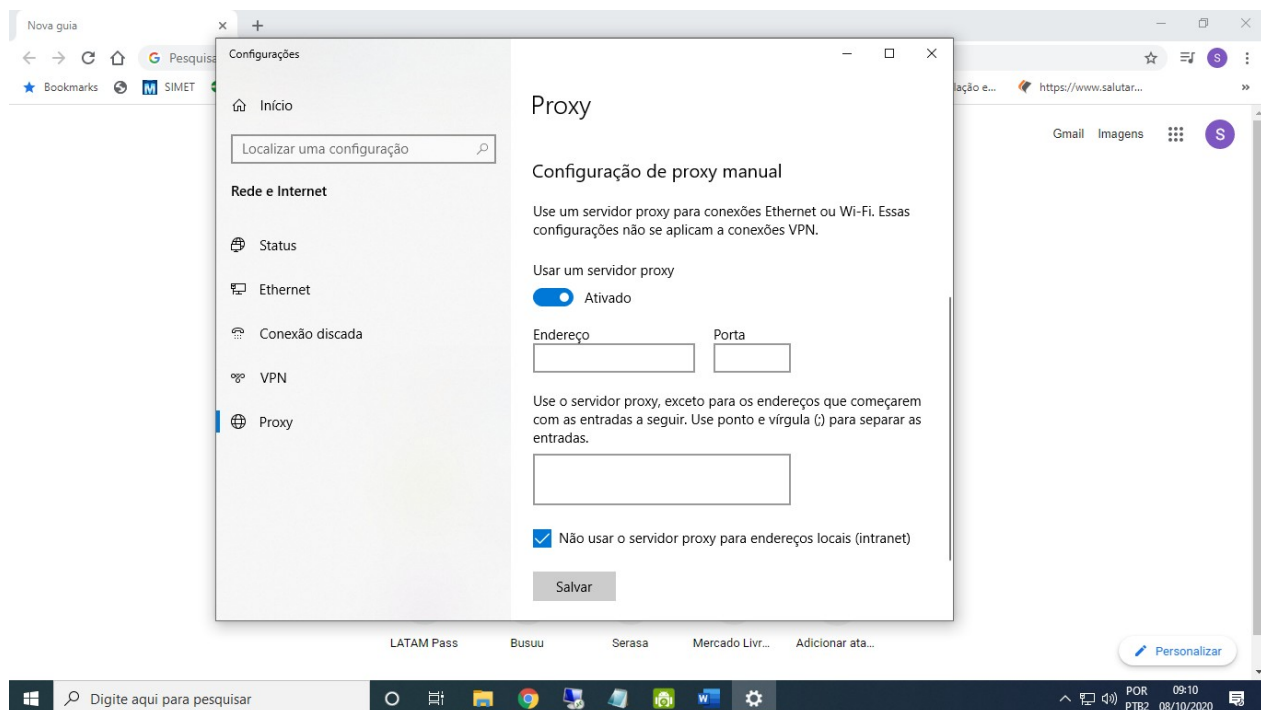 Nova guia
Configurações
Pesquisa
Bookmarks
SIMET
lação e...
https://www.salutar...
Início
Localizar uma configuração
Rede e Internet
Status
Ethernet
Conexão discada
VPN
Proxy
Proxy
Configuração de proxy manual
Use um servidor proxy para conexões Ethernet ou Wi-Fi. Essas
configurações não se aplicam a conexões VPN.
Usar um servidor proxy
Ativado
Endereço
Porta
Use o servidor proxy, exceto para os endereços que começarem
com as entradas a seguir. Use ponto e vírgula (;) para separar as
entradas.
Não usar o servidor proxy para endereços locais (intranet)
Salvar
Gmail
Imagens
S
S
LATAM Pass
Busuu
Serasa
Mercado Livr...
Adicionar ata...
Personalizar
Digite aqui para pesquisar
POR
PTB2
09:10
08/10/2020